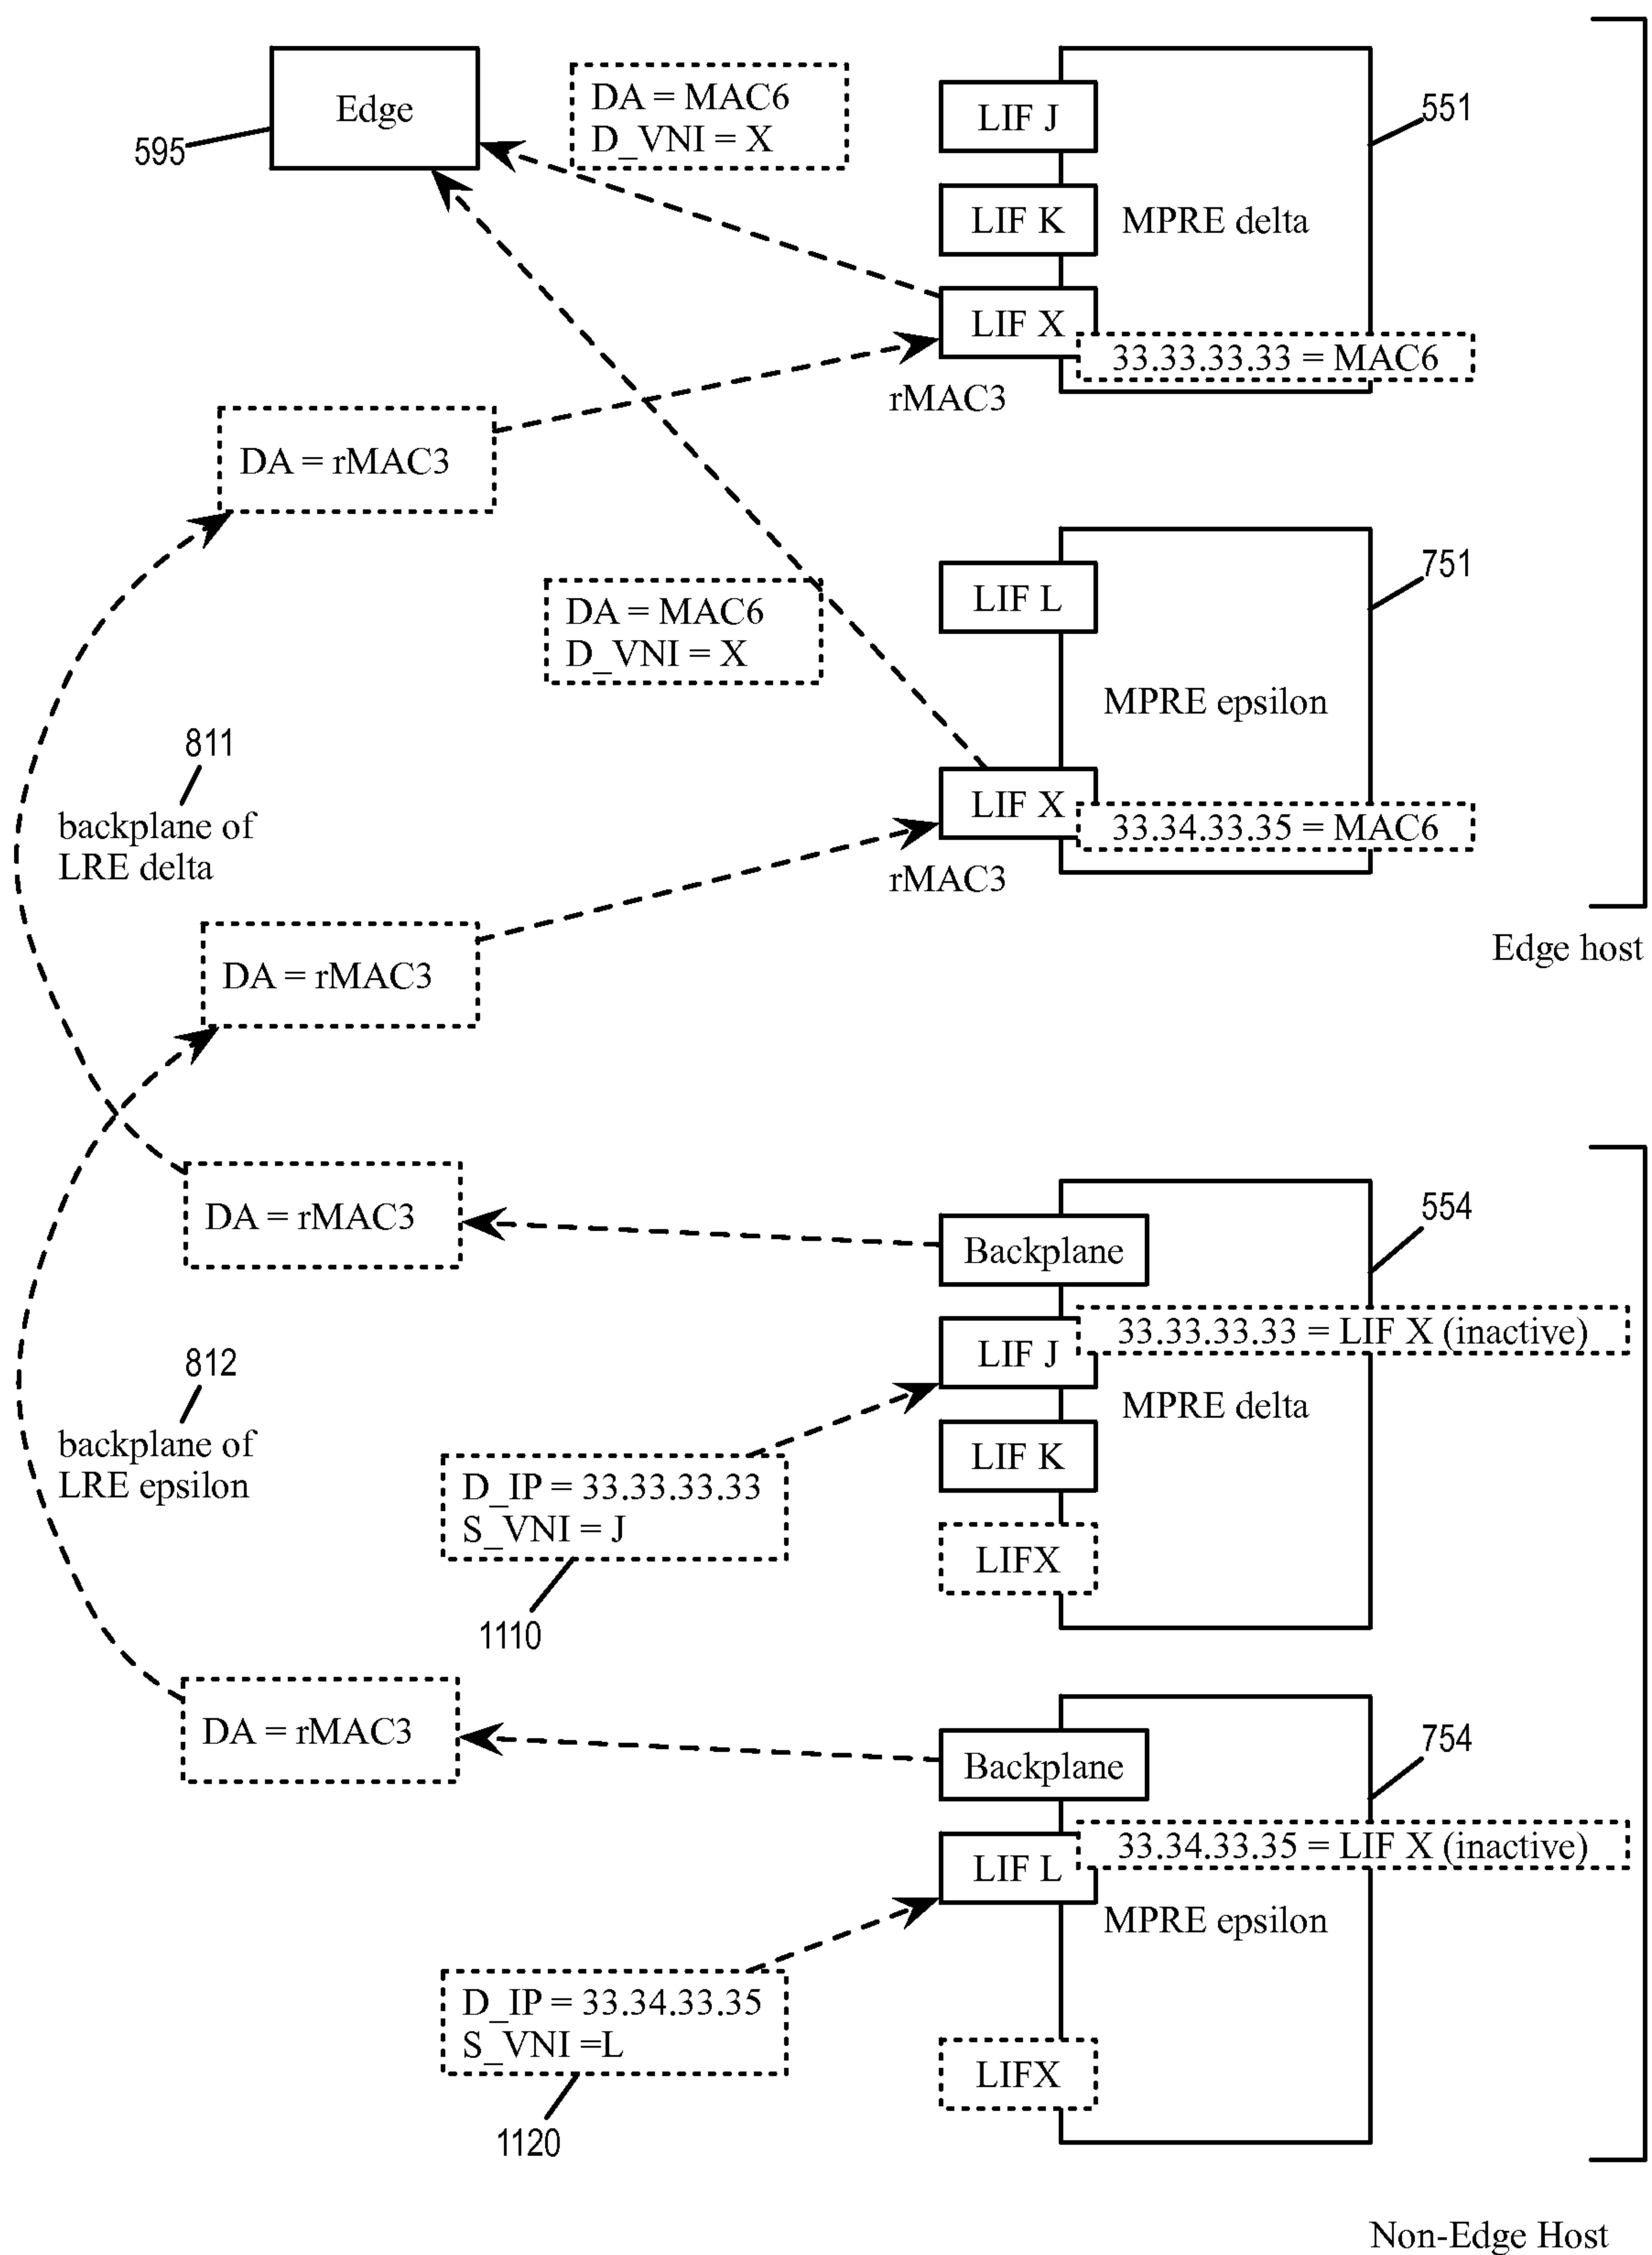 Edge
595
DA = MAC6
D_VNI = X
LIF J
LIF K
MPRE delta
LIF X
33.33.33.33 = MAC6
rMAC3
551
DA = rMAC3
LIF L
751
DA = MAC6
D_VNI = X
MPRE epsilon
LIF X
33.34.33.35 = MAC6
rMAC3
811
backplane of
LRE delta
DA = rMAC3
Edge host
DA = rMAC3
Backplane
554
33.33.33.33 = LIF X (inactive)
LIF J
MPRE delta
LIF K
812
backplane of
LRE epsilon
D_IP = 33.33.33.33
S_VNI = J
LIFX
1110
DA = rMAC3
Backplane
754
33.34.33.35 = LIF X (inactive)
LIF L
MPRE epsilon
D_IP = 33.34.33.35
S_VNI =L
LIFX
1120
Non-Edge Host